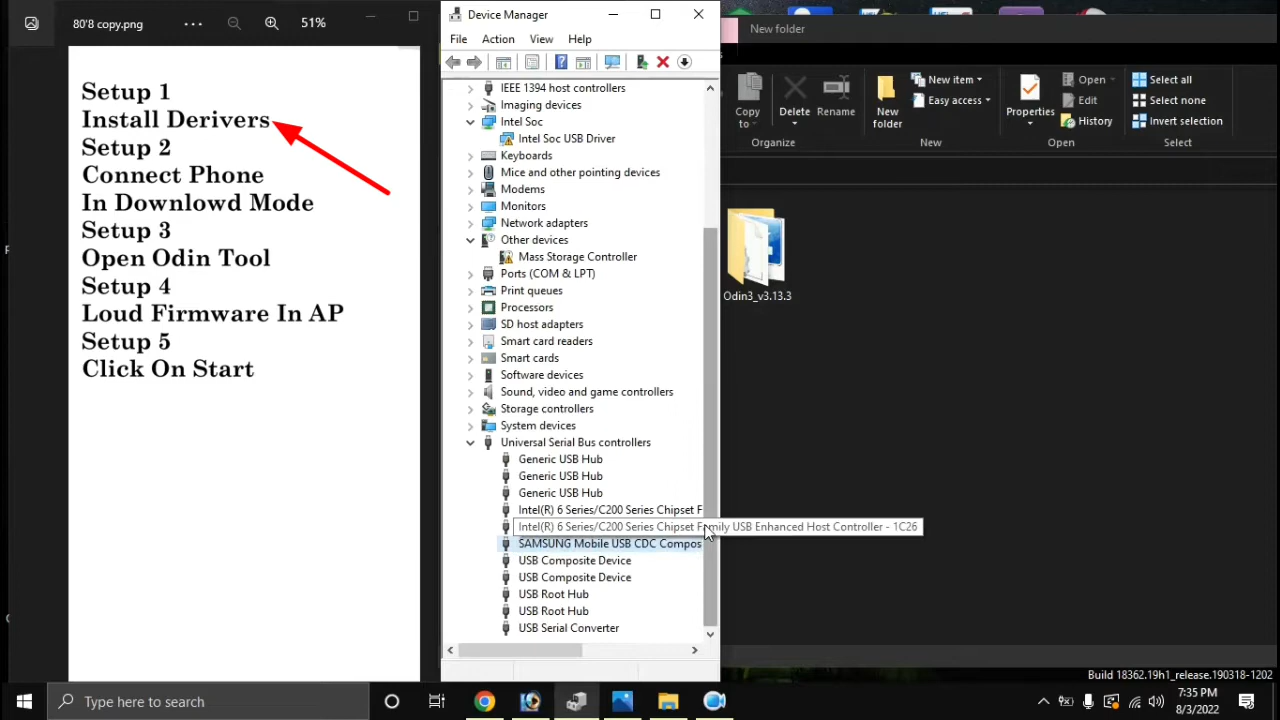 80'8 copy.png
51%
Setup 1
Install Derivers
Setup 2
Connect Phone
In Downlowd Mode
Setup 3
Open Odin Tool
Setup 4
Loud Firmware In AP
Setup 5
Click On Start
Device Manager
File Action View Help
IEEE 1394 host controllers
Imaging devices
Intel Soc
Intel Soc USB Driver
Keyboards
Mice and other pointing devices
Modems
Monitors
Network adapters
Other devices
Mass Storage Controller
Ports (COM & LPT)
Print queues
Processors
SD host adapters
Smart card readers
Smart cards
Software devices
Sound, video and game controllers
Storage controllers
System devices
Universal Serial Bus controllers
Generic USB Hub
Generic USB Hub
Generic USB Hub
Intel(R) 6 Series/C200 Series Chipset F
Intel(R) 6 Series/C200 Series Chipset Family USB Enhanced Host Controller - 1C26
SAMSUNG Mobile USB CDC Compos
USB Composite Device
USB Composite Device
USB Root Hub
USB Root Hub
USB Serial Converter
New folder
Copy to
Delete
Rename
New folder
New item
Easy access
Properties
Open
Edit
History
Select all
Select none
Invert selection
Organize
New
Open
Select
Odin3_v3.13.3
Build 18362.19h1_release.190318-1202
Type here to search
7:35 PM
8/3/2022